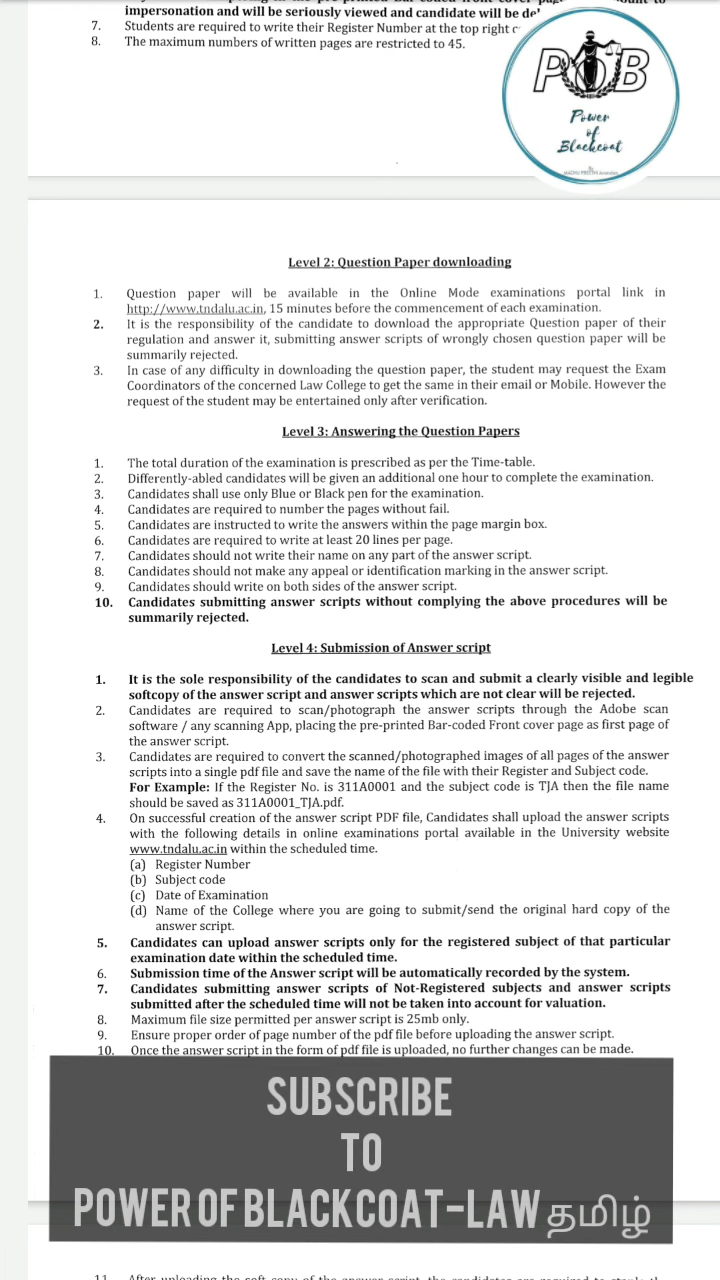 impersonation and will be seriously viewed and candidate will be
7. Students are required to write their Register Number at the top right
8. The maximum numbers of written pages are restricted to 45.
POB
Power
of
Blackcoat
Level 2: Question Paper downloading
1. Question paper will be available in the Online Mode examinations portal link in
http://www.tndalu.ac.in, 15 minutes before the commencement of each examination.
2. It is the responsibility of the candidate to download the appropriate Question paper of their
regulation and answer it, submitting answer scripts of wrongly chosen question paper will be
summarily rejected.
3. In case of any difficulty in downloading the question paper, the student may request the Exam
Coordinators of the concerned Law College to get the same in their email or Mobile. However the
request of the student may be entertained only after verification.
Level 3: Answering the Question Papers
1. The total duration of the examination is prescribed as per the Time-table.
2. Differently-abled candidates will be given an additional one hour to complete the examination.
3. Candidates shall use only Blue or Black pen for the examination.
4. Candidates are required to number the pages without fail.
5. Candidates are instructed to write the answers within the page margin box.
6. Candidates are required to write at least 20 lines per page.
7. Candidates should not write their name on any part of the answer script.
8. Candidates should not make any appeal or identification marking in the answer script.
9. Candidates should write on both sides of the answer script.
10. Candidates submitting answer scripts without complying the above procedures will be
summarily rejected.
Level 4: Submission of Answer script
1. It is the sole responsibility of the candidates to scan and submit a clearly visible and legible
softcopy of the answer script and answer scripts which are not clear will be rejected.
2. Candidates are required to scan/photograph the answer scripts through the Adobe scan
software / any scanning App, placing the pre-printed Bar-coded Front cover page as first page of
the answer script.
3. Candidates are required to convert the scanned/photographed images of all pages of the answer
scripts into a single pdf file and save the name of the file with their Register and Subject code.
For Example: If the Register No. is 311A0001 and the subject code is TJA then the file name
should be saved as 311A0001_TJA.pdf.
4. On successful creation of the answer script PDF file, Candidates shall upload the answer scripts
with the following details in online examinations portal available in the University website
www.tndalu.ac.in within the scheduled time.
(a) Register Number
(b) Subject code
(c) Date of Examination
(d) Name of the College where you are going to submit/send the original hard copy of the
answer script.
5. Candidates can upload answer scripts only for the registered subject of that particular
examination date within the scheduled time.
6. Submission time of the Answer script will be automatically recorded by the system.
7. Candidates submitting answer scripts of Not-Registered subjects and answer scripts
submitted after the scheduled time will not be taken into account for valuation.
8. Maximum file size permitted per answer script is 25mb only.
9. Ensure proper order of page number of the pdf file before uploading the answer script.
10. Once the answer script in the form of pdf file is uploaded, no further changes can be made.
SUBSCRIBE
TO
POWER OF BLACKCOAT-LAW தமிழ்
11. After uploading the soft copy of the answer script, the candidates are required to